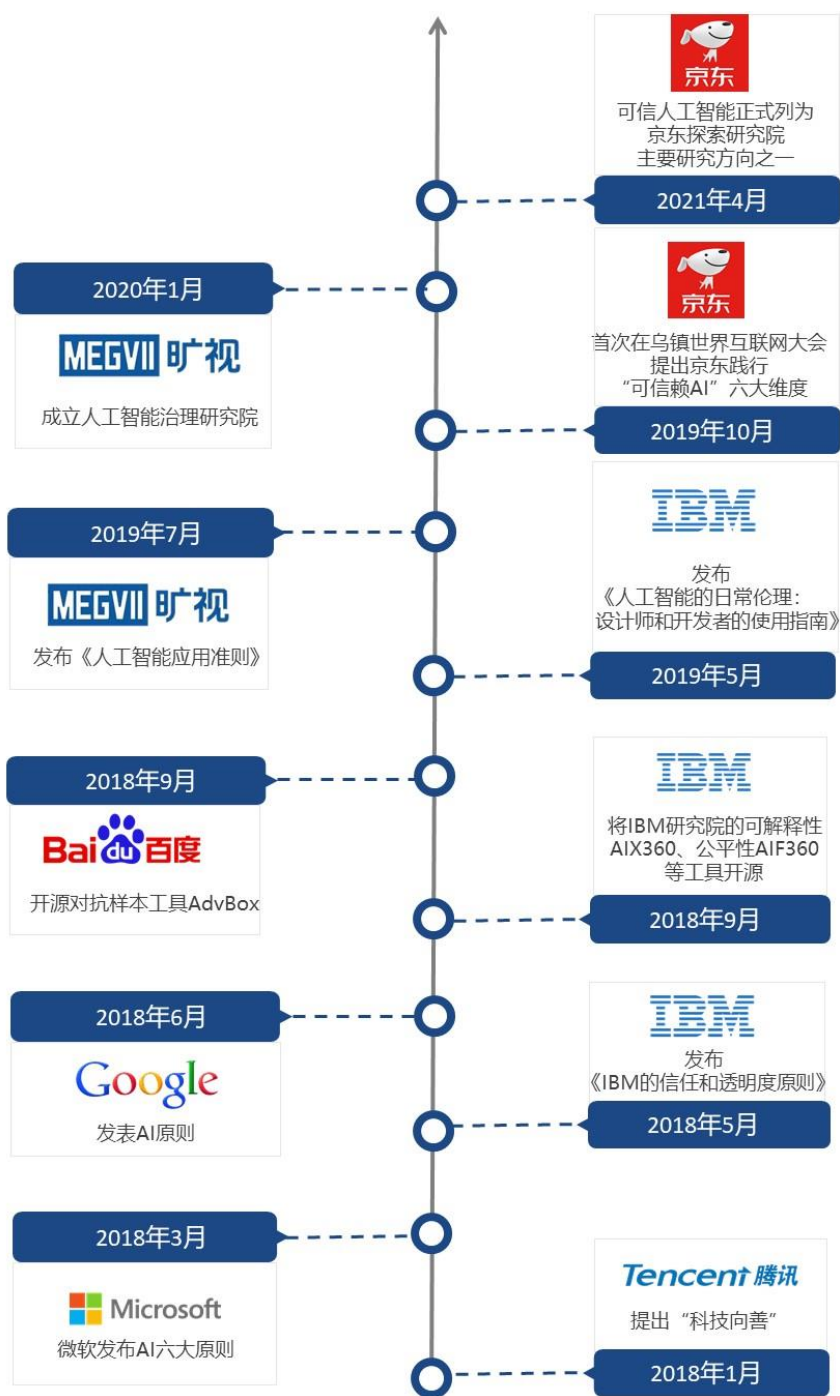 京东
可信人工智能正式列为
京东探索研究院
主要研究方向之一
2021年4月
2020年1月
MEGVII 旷视
成立人工智能治理研究院
京东
首次在乌镇世界互联网大会
提出京东践行
“可信赖AI”六大维度
2019年10月
2019年7月
MEGVII 旷视
发布《人工智能应用准则》
IBM
发布
《人工智能的日常伦理：
设计师和开发者的使用指南》
2019年5月
2018年9月
Bai du 百度
开源对抗样本工具AdvBox
IBM
将IBM研究院的可解释性
AIX360、公平性AIF360
等工具开源
2018年9月
2018年6月
Google
发表AI原则
IBM
发布
《IBM的信任和透明度原则》
2018年5月
2018年3月
Microsoft
微软发布AI六大原则
Tencent 腾讯
提出“科技向善”
2018年1月